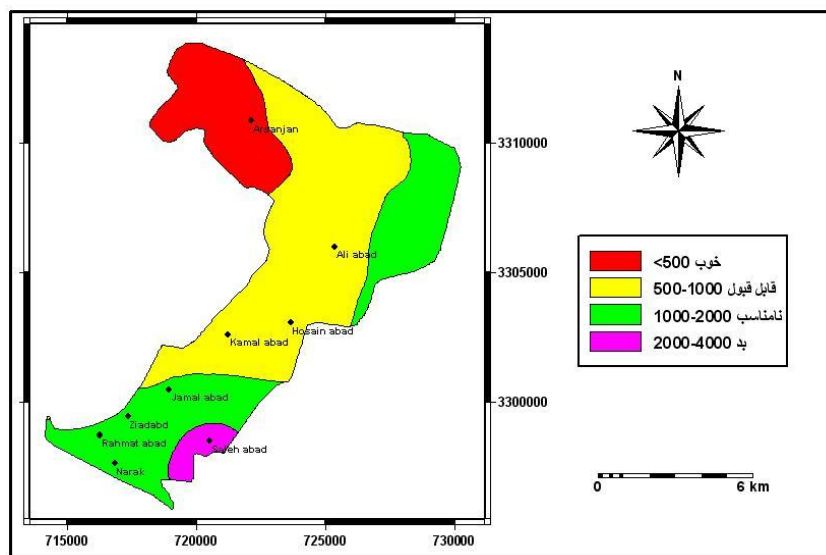 N
Arsanjan
3310000
Ali abad
3305000
Hosain abad
Kamal abad
Jamal abad
3300000
Ziadabd
Rahmat abad
Narak
715000 720000 725000 730000
<500 خوب
500-1000 قابل قبول
1000-2000 نامناسب
2000-4000 بد
0 6 km